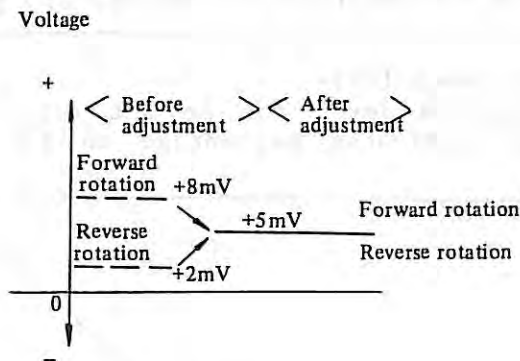 Voltage
+
< Before adjustment > < After adjustment >
Forward rotation
+8mV
+5mV
Forward rotation
Reverse rotation
Reverse rotation
+2mV
0